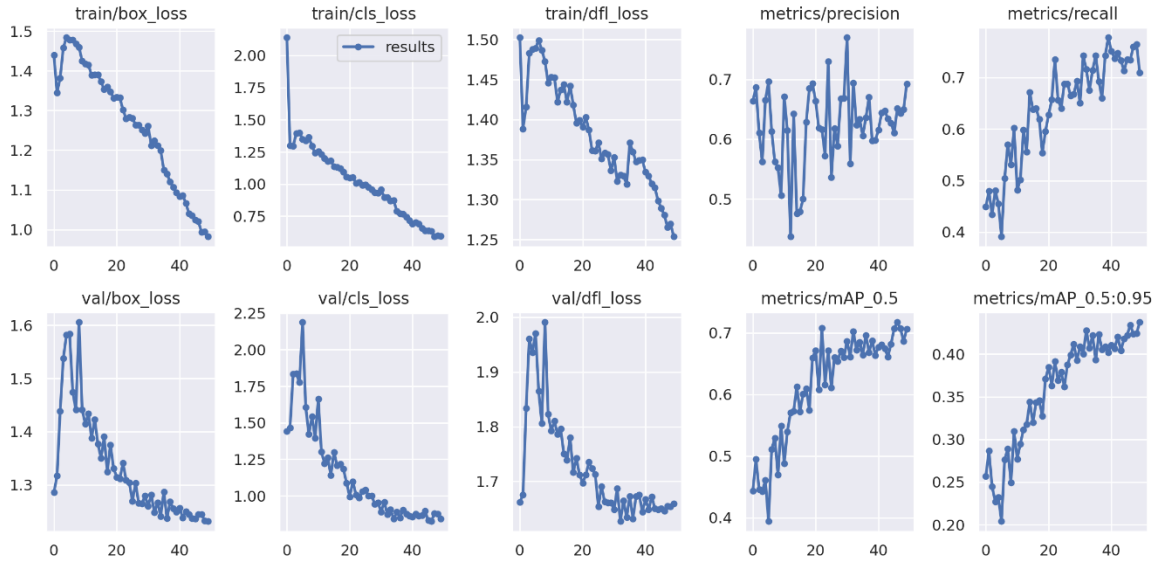 train/box_loss
1.5
1.4
1.3
1.2
1.1
1.0
0 20 40
train/cls_loss
results
2.00
1.75
1.50
1.25
1.00
0.75
0 20 40
train/dfl_loss
1.50
1.45
1.40
1.35
1.30
1.25
0 20 40
metrics/precision
0.7
0.6
0.5
0 20 40
metrics/recall
0.7
0.6
0.5
0.4
0 20 40
val/box_loss
1.6
1.5
1.4
1.3
0 20 40
val/cls_loss
2.25
2.00
1.75
1.50
1.25
1.00
0 20 40
val/dfl_loss
2.0
1.9
1.8
1.7
0 20 40
metrics/mAP_0.5
0.7
0.6
0.5
0.4
0 20 40
metrics/mAP_0.5:0.95
0.40
0.35
0.30
0.25
0.20
0 20 40